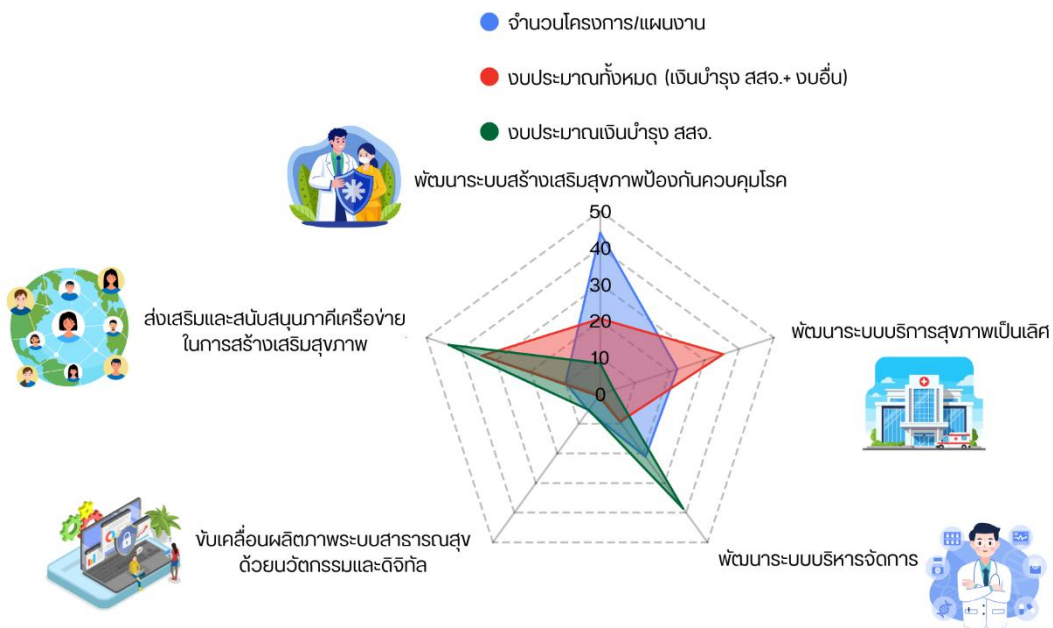 จำนวนโครงการ/แผนงาน
งบประมาณทั้งหมด (เงินบำรุง สสจ.+ งบอื่น)
งบประมาณเงินบำรุง สสจ.
พัฒนาระบบสร้างเสริมสุขภาพป้องกันควบคุมโรค
50
40
30
20
10
0
ส่งเสริมและสนับสนุนภาคีเครือข่าย
ในการสร้างเสริมสุขภาพ
พัฒนาระบบบริการสุขภาพเป็นเลิศ
ขับเคลื่อนผลิตภาพระบบสาธารณสุข
ด้วยนวัตกรรมและดิจิทัล
พัฒนาระบบบริหารจัดการ